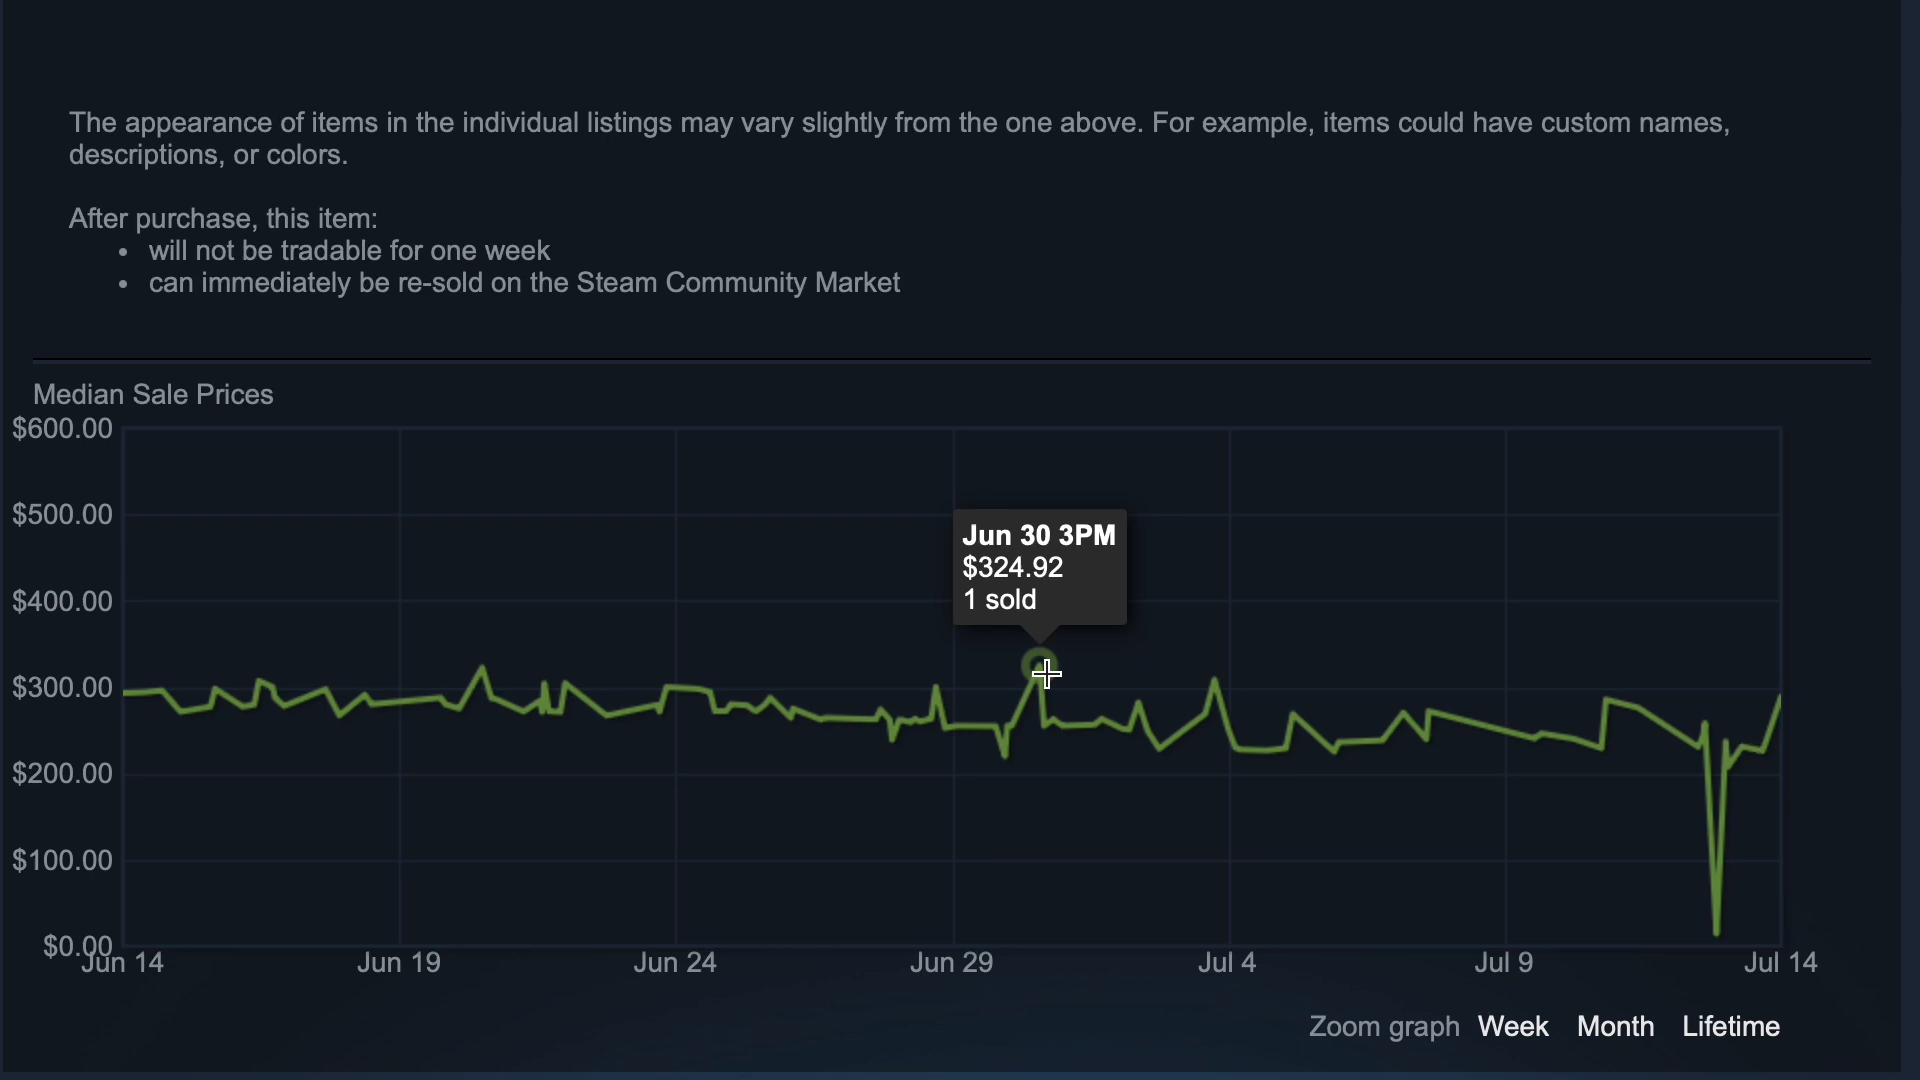 The appearance of items in the individual listings may vary slightly from the one above. For example, items could have custom names,
descriptions, or colors.
After purchase, this item:
• will not be tradable for one week
• can immediately be re-sold on the Steam Community Market
Median Sale Prices
$600.00
$500.00
$400.00
$300.00
$200.00
$100.00
$0.00
Jun 30 3PM
$324.92
1 sold
Jun 14
Jun 19
Jun 24
Jun 29
Jul 4
Jul 9
Jul 14
Zoom graph Week Month Lifetime